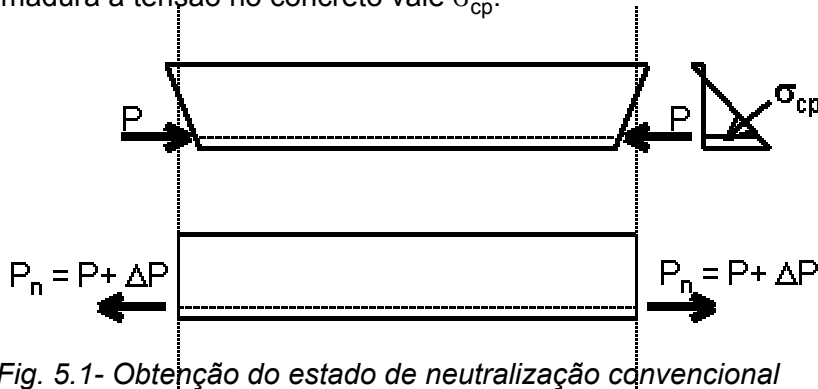 madura a tensão no concreto vale σcp.
P
P
σcp
Pn = P+ ΔP
Pn = P+ ΔP
Fig. 5.1- Obtenção do estado de neutralização convencional